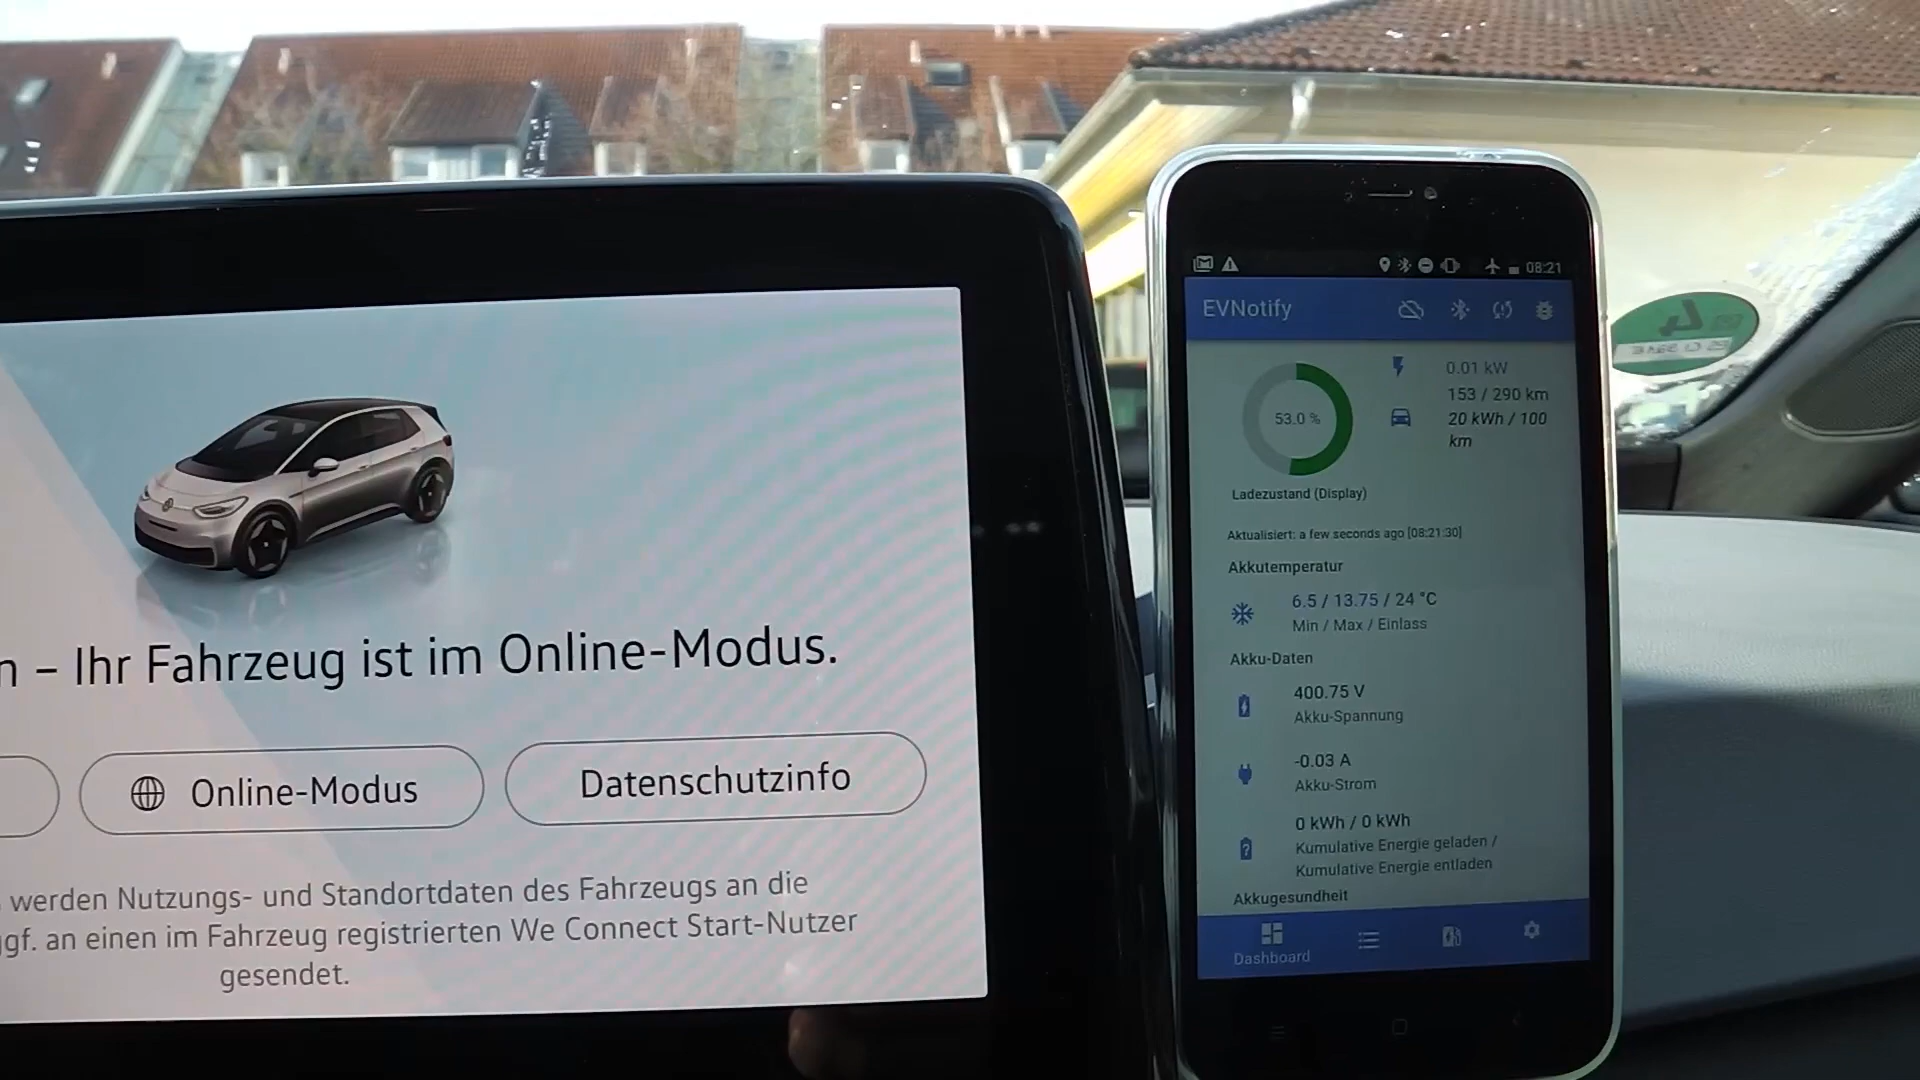 – Ihr Fahrzeug ist im Online-Modus.
Online-Modus
Datenschutzinfo
werden Nutzungs- und Standortdaten des Fahrzeugs an die
an einen im Fahrzeug registrierten We Connect Start-Nutzer
gesendet.
08:21
EVNotify
53.0 %
0.01 kW
153 / 290 km
20 kWh / 100
km
Ladezustand (Display)
Aktualisiert: a few seconds ago [08:21:30]
Akkutemperatur
6.5 / 13.75 / 24 °C
Min / Max / Einlass
Akku-Daten
400.75 V
Akku-Spannung
-0.03 A
Akku-Strom
0 kWh / 0 kWh
Kumulative Energie geladen /
Kumulative Energie entladen
Akkugesundheit
Dashboard